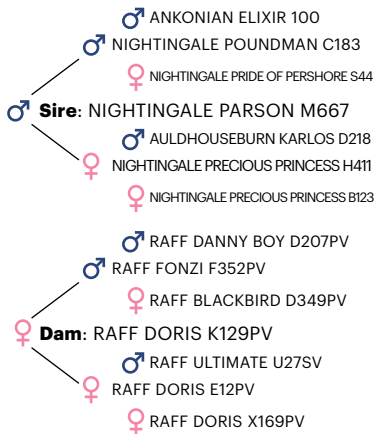 ♂ ANKONIAN ELIXIR 100
♂ NIGHTINGALE POUNDMAN C183
♀ NIGHTINGALE PRIDE OF PERSHORE S44
♂ Sire: NIGHTINGALE PARSON M667
♂ AULDHOUSEBURN KARLOS D218
♀ NIGHTINGALE PRECIOUS PRINCESS H411
♀ NIGHTINGALE PRECIOUS PRINCESS B123
♂ RAFF DANNY BOY D207PV
♂ RAFF FONZI F352PV
♀ RAFF BLACKBIRD D349PV
♀ Dam: RAFF DORIS K129PV
♂ RAFF ULTIMATE U27SV
♀ RAFF DORIS E12PV
♀ RAFF DORIS X169PV